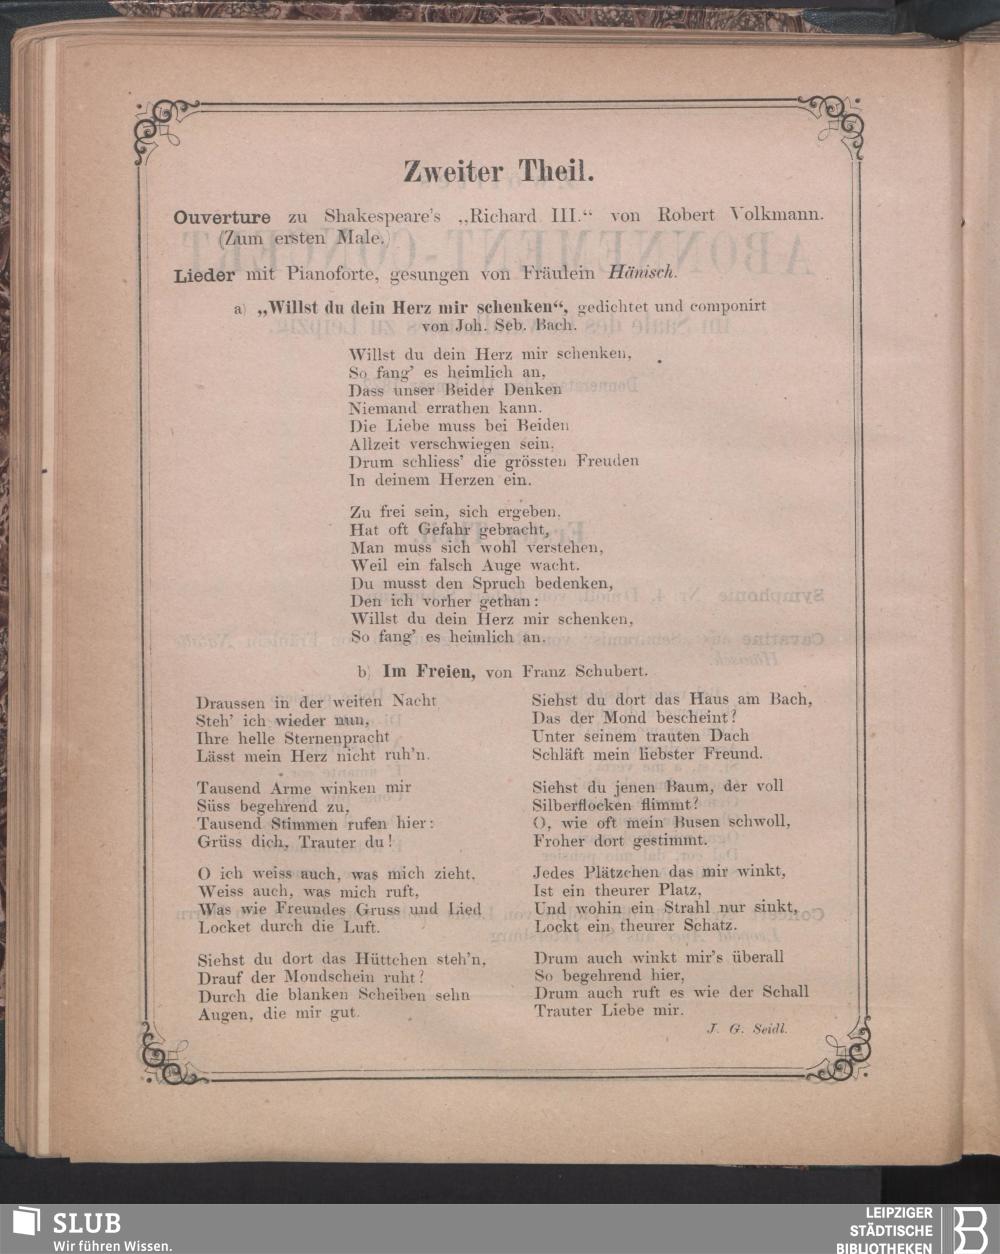 Zweiter Theil.
Ouverture zu Shakespeare's „Richard III.“ von Robert Volkmann.
(Zum ersten Male.)
Lieder mit Pianoforte, gesungen von Fräulein Hänisch.
a) „Willst du dein Herz mir schenken“, gedichtet und componirt
von Joh. Seb. Bach.
Willst du dein Herz mir schenken,
So fang' es heimlich an,
Dass unser Beider Denken
Niemand errathen kann.
Die Liebe muss bei Beiden
Allzeit verschwiegen sein,
Drum schliess' die grössten Freuden
In deinem Herzen ein.
Zu frei sein, sich ergeben,
Hat oft Gefahr gebracht,
Man muss sich wohl verstehen,
Weil ein falsch Auge wacht.
Du musst den Spruch bedenken,
Den ich vorher gethan:
Willst du dein Herz mir schenken,
So fang' es heimlich an.
b) Im Freien, von Franz Schubert.
Draussen in der weiten Nacht
Steh' ich wieder nun,
Ihre helle Sternenpracht
Lässt mein Herz nicht ruh'n.
Tausend Arme winken mir
Süss begehrend zu,
Tausend Stimmen rufen hier:
Grüss dich, Trauter du!
O ich weiss auch, was mich zieht,
Weiss auch, was mich ruft,
Was wie Freundes Gruss und Lied
Locket durch die Luft.
Siehst du dort das Hüttchen steh'n,
Drauf der Mondschein ruht?
Durch die blanken Scheiben sehn
Augen, die mir gut.
Siehst du dort das Haus am Bach,
Das der Mond bescheint?
Unter seinem trauten Dach
Schläft mein liebster Freund.
Siehst du jenen Baum, der voll
Silberflocken flimmt?
O, wie oft mein Busen schwoll,
Froher dort gestimmt.
Jedes Plätzchen das mir winkt,
Ist ein theurer Platz,
Und wohin ein Strahl nur sinkt,
Lockt ein theurer Schatz.
Drum auch winkt mir's überall
So begehrend hier,
Drum auch ruft es wie der Schall
Trauter Liebe mir.
J. G. Seidl.
SLUB
Wir führen Wissen.
LEIPZIGER
STÄDTISCHE
BIBLIOTHEKEN